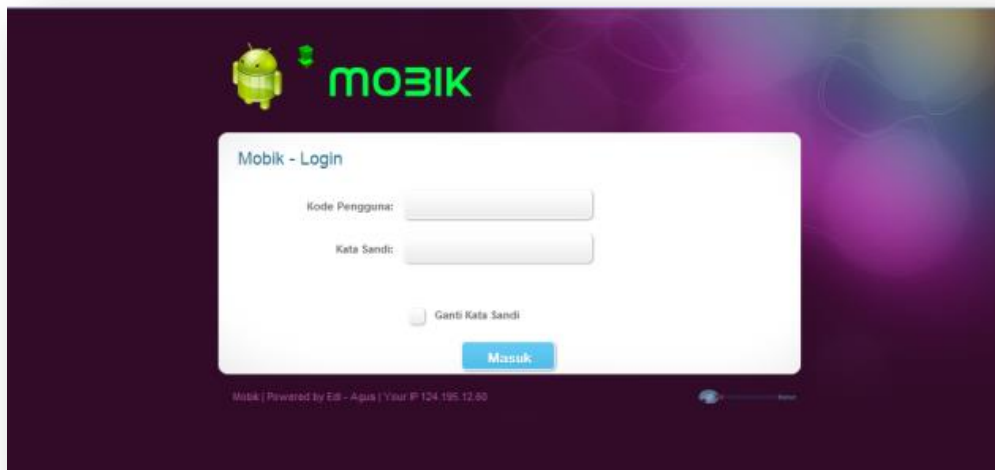 MOBIK
Mobik - Login
Kode Pengguna:
Kata Sandi:
Ganti Kata Sandi
Masuk
Mobik | Powered by Edi - Agus | Your IP 124.195.12.60